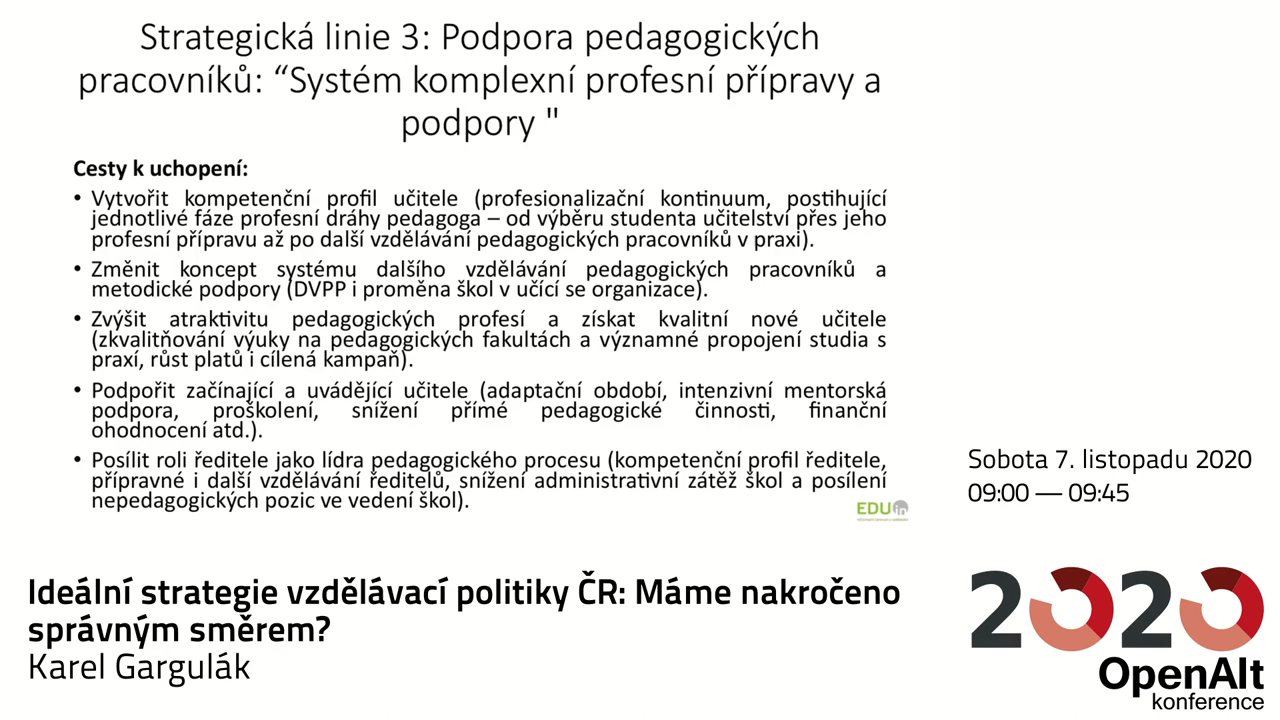 Strategická linie 3: Podpora pedagogických
pracovníků: “Systém komplexní profesní přípravy a
podpory "
Cesty k uchopení:
• Vytvořit kompetenční profil učitele (profesionalizační kontinuum, postihující
jednotlivé fáze profesní dráhy pedagoga – od výběru studenta učitelství přes jeho
profesní přípravu až po další vzdělávání pedagogických pracovníků v praxi).
• Změnit koncept systému dalšího vzdělávání pedagogických pracovníků a
metodické podpory (DVPP i proměna škol v učící se organizace).
• Zvýšit atraktivitu pedagogických profesí a získat kvalitní nové učitele
(zkvalitňování výuky na pedagogických fakultách a významné propojení studia s
praxí, růst platů i cílená kampaň).
• Podpořit začínající a uvádějící učitele (adaptační období, intenzivní mentorská
podpora, proškolení, snížení přímé pedagogické činnosti, finanční
ohodnocení atd.).
• Posílit roli ředitele jako lídra pedagogického procesu (kompetenční profil ředitele,
přípravné i další vzdělávání ředitelů, snížení administrativní zátěž škol a posílení
nepedagogických pozic ve vedení škol).
EDUin
Sobota 7. listopadu 2020
09:00 — 09:45
Ideální strategie vzdělávací politiky ČR: Máme nakročeno
správným směrem?
Karel Gargulák
2020
OpenAlt
konference